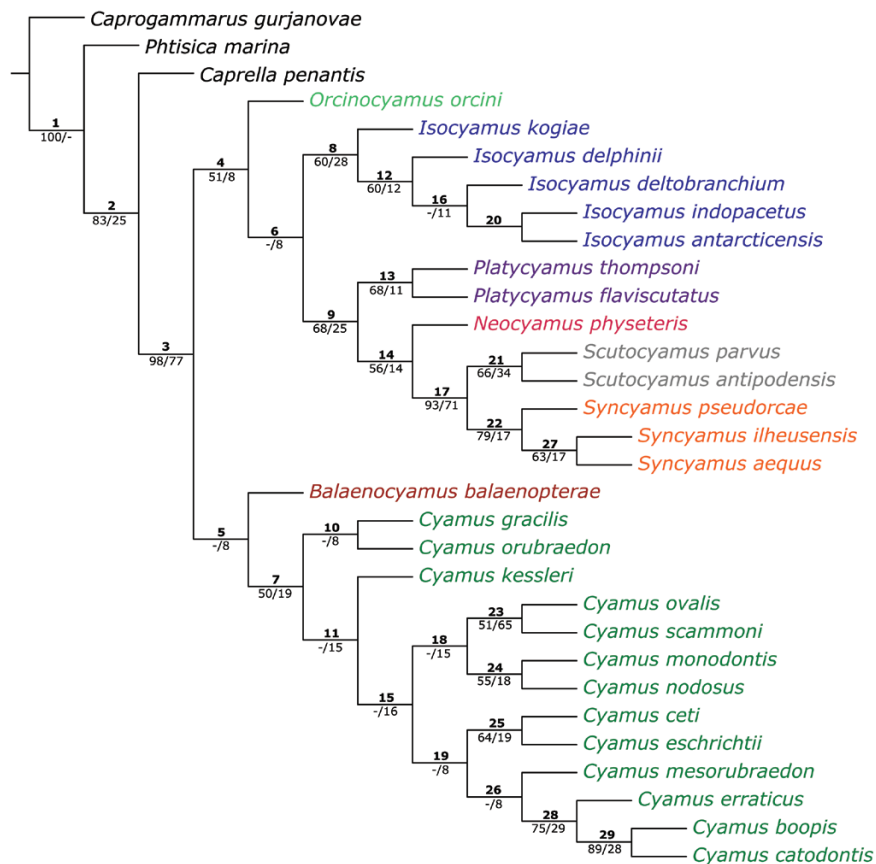 Caprogammarus gurjanovae
Phtisica marina
Caprella penantis
Orcinocyamus orcini
1
100/-
Isocyamus kogiae
8
60/28
Isocyamus delphinii
4
51/8
12
60/12
Isocyamus deltobranchium
16
-/11
2
83/25
Isocyamus indopacetus
20
6
-/8
Isocyamus antarcticensis
Platycyamus thompsoni
13
68/11
Platycyamus flaviscutatus
9
68/25
Neocyamus physeteris
3
98/77
14
56/14
Scutocyamus parvus
21
66/34
Scutocyamus antipodensis
17
93/71
Syncyamus pseudorcae
22
79/17
Syncyamus ilheusensis
27
63/17
Syncyamus aequus
Balaenocyamus balaenopterae
5
-/8
Cyamus gracilis
10
-/8
Cyamus orubraedon
7
50/19
Cyamus kessleri
Cyamus ovalis
23
51/65
Cyamus scammoni
11
-/15
18
-/15
Cyamus monodontis
24
55/18
Cyamus nodosus
15
-/16
Cyamus ceti
25
64/19
Cyamus eschrichtii
19
-/8
Cyamus mesorubraedon
26
-/8
Cyamus erraticus
28
75/29
Cyamus boopis
29
89/28
Cyamus catodontis